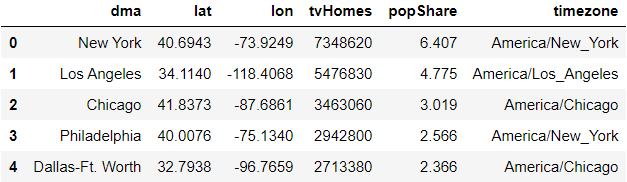 dma lat lon tvHomes popShare timezone
0 New York 40.6943 -73.9249 7348620 6.407 America/New_York
1 Los Angeles 34.1140 -118.4068 5476830 4.775 America/Los_Angeles
2 Chicago 41.8373 -87.6861 3463060 3.019 America/Chicago
3 Philadelphia 40.0076 -75.1340 2942800 2.566 America/New_York
4 Dallas-Ft. Worth 32.7938 -96.7659 2713380 2.366 America/Chicago